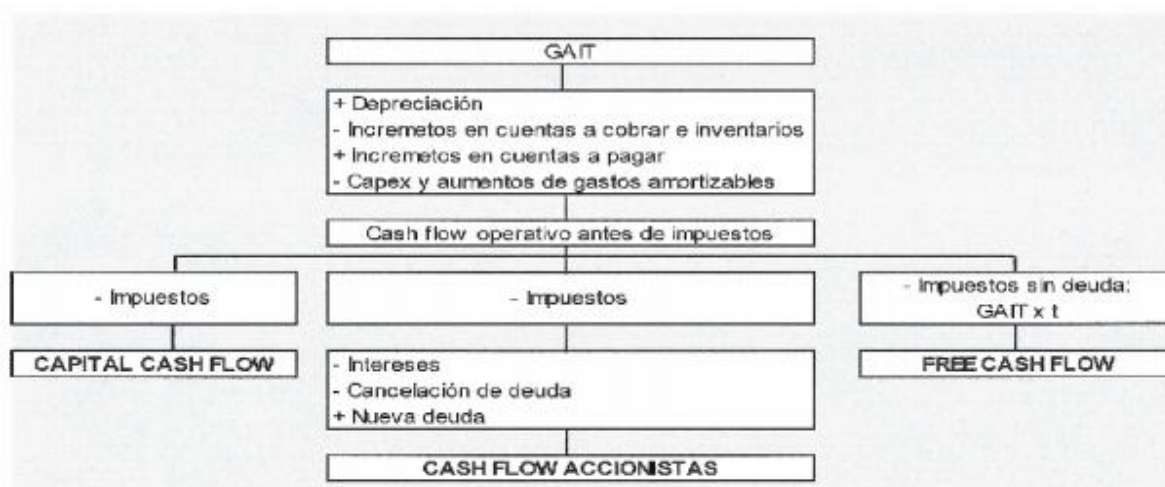 GAIT
+ Depreciación
- Incremetos en cuentas a cobrar e inventarios
+ Incremetos en cuentas a pagar
- Capex y aumentos de gastos amortizables
Cash flow operativo antes de impuestos
- Impuestos
- Impuestos
- Impuestos sin deuda:
GAIT x t
CAPITAL CASH FLOW
- Intereses
- Cancelación de deuda
+ Nueva deuda
FREE CASH FLOW
CASH FLOW ACCIONISTAS